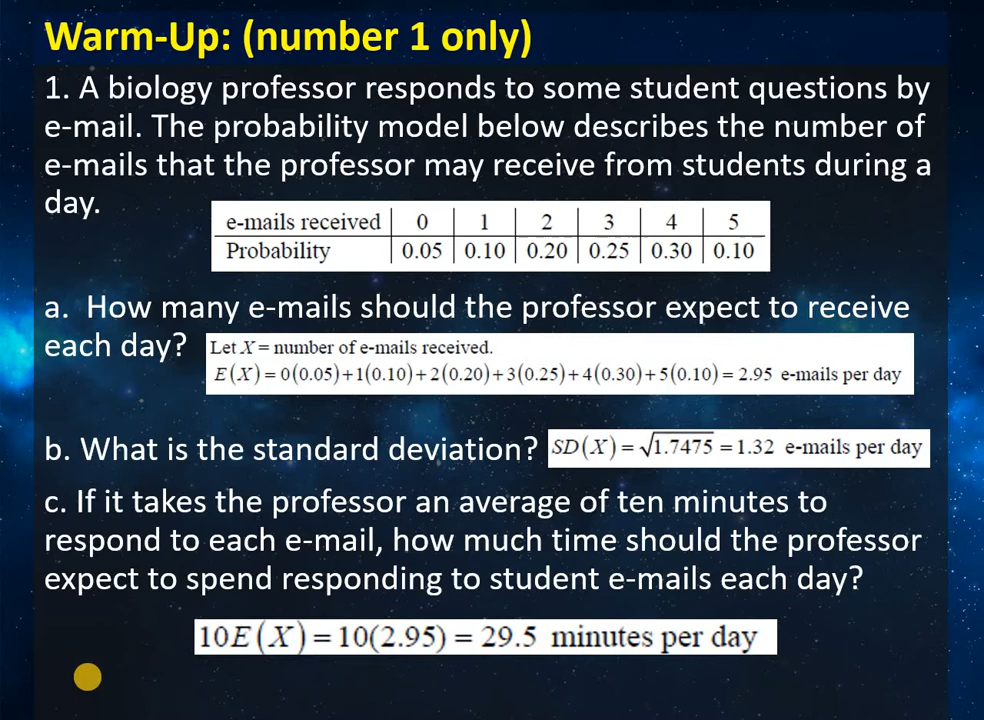 Warm-Up: (number 1 only)
1. A biology professor responds to some student questions by
e-mail. The probability model below describes the number of
e-mails that the professor may receive from students during a
day.
e-mails received 0 1 2 3 4 5
Probability 0.05 0.10 0.20 0.25 0.30 0.10
a. How many e-mails should the professor expect to receive
each day?
Let X = number of e-mails received.
E(X) = 0(0.05)+1(0.10)+2(0.20)+3(0.25)+4(0.30)+5(0.10) = 2.95 e-mails per day
b. What is the standard deviation? SD(X) = √1.7475 = 1.32 e-mails per day
c. If it takes the professor an average of ten minutes to
respond to each e-mail, how much time should the professor
expect to spend responding to student e-mails each day?
10E(X) = 10(2.95) = 29.5 minutes per day